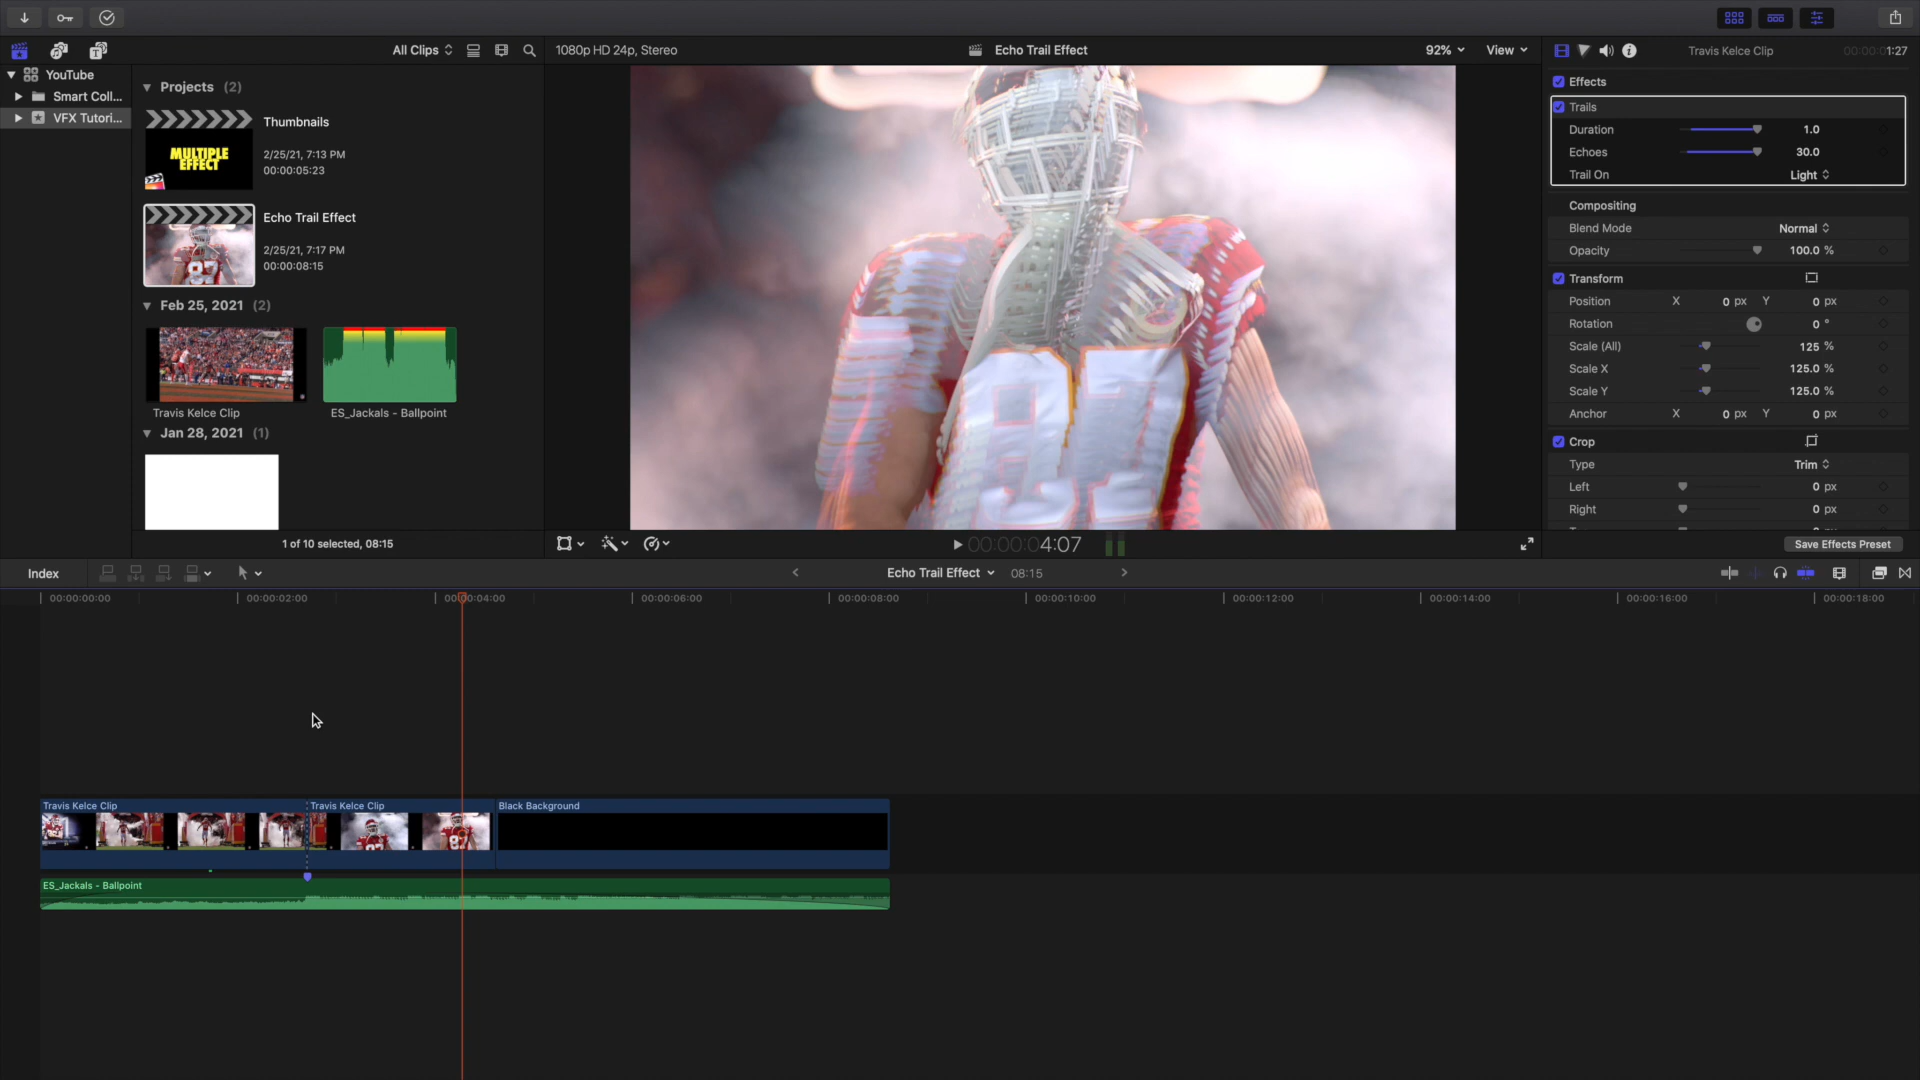 All Clips
1080p HD 24p, Stereo
Echo Trail Effect
92%
View
Travis Kelce Clip
00:00:01:27
YouTube
Smart Coll...
VFX Tutori...
Projects (2)
Thumbnails
MULTIPLE
EFFECT
2/25/21, 7:13 PM
00:00:05:23
Echo Trail Effect
2/25/21, 7:17 PM
00:00:08:15
Feb 25, 2021 (2)
Travis Kelce Clip
ES_Jackals - Ballpoint
Jan 28, 2021 (1)
1 of 10 selected, 08:15
87
Effects
Trails
Duration 1.0
Echoes 30.0
Trail On Light
Compositing
Blend Mode Normal
Opacity 100.0 %
Transform
Position X 0 px Y 0 px
Rotation 0 °
Scale (All) 125 %
Scale X 125.0 %
Scale Y 125.0 %
Anchor X 0 px Y 0 px
Crop
Type Trim
Left 0 px
Right 0 px
00:00:04:07
Save Effects Preset
Index
Echo Trail Effect
08:15
00:00:00:00
00:00:02:00
00:00:04:00
00:00:06:00
00:00:08:00
00:00:10:00
00:00:12:00
00:00:14:00
00:00:16:00
00:00:18:00
Travis Kelce Clip
Travis Kelce Clip
Black Background
ES_Jackals - Ballpoint